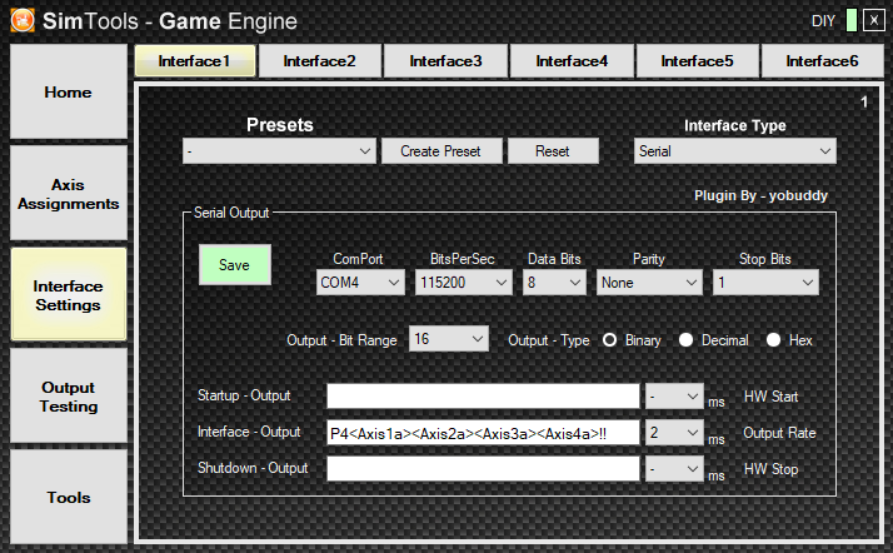 SimTools - Game Engine
DIY
X
Interface1 Interface2 Interface3 Interface4 Interface5 Interface6
Home
Axis
Assignments
Interface
Settings
Output
Testing
Tools
1
Presets
Interface Type
- Create Preset Reset Serial
Plugin By - yobuddy
Serial Output
Save
ComPort BitsPerSec Data Bits Parity Stop Bits
COM4 115200 8 None 1
Output - Bit Range 16 Output - Type Binary Decimal Hex
Startup - Output - ms HW Start
Interface - Output P4<Axis1a><Axis2a><Axis3a><Axis4a>!! 2 ms Output Rate
Shutdown - Output - ms HW Stop